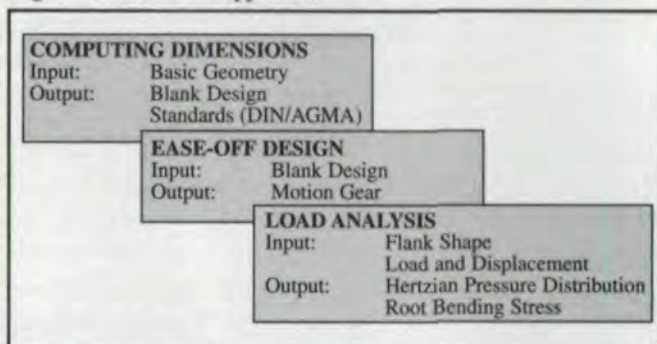 COMPUTING DIMENSIONS
Input: Basic Geometry
Output: Blank Design
Standards (DIN/AGMA)
EASE-OFF DESIGN
Input: Blank Design
Output: Motion Gear
LOAD ANALYSIS
Input: Flank Shape
Load and Displacement
Output: Hertzian Pressure Distribution
Root Bending Stress